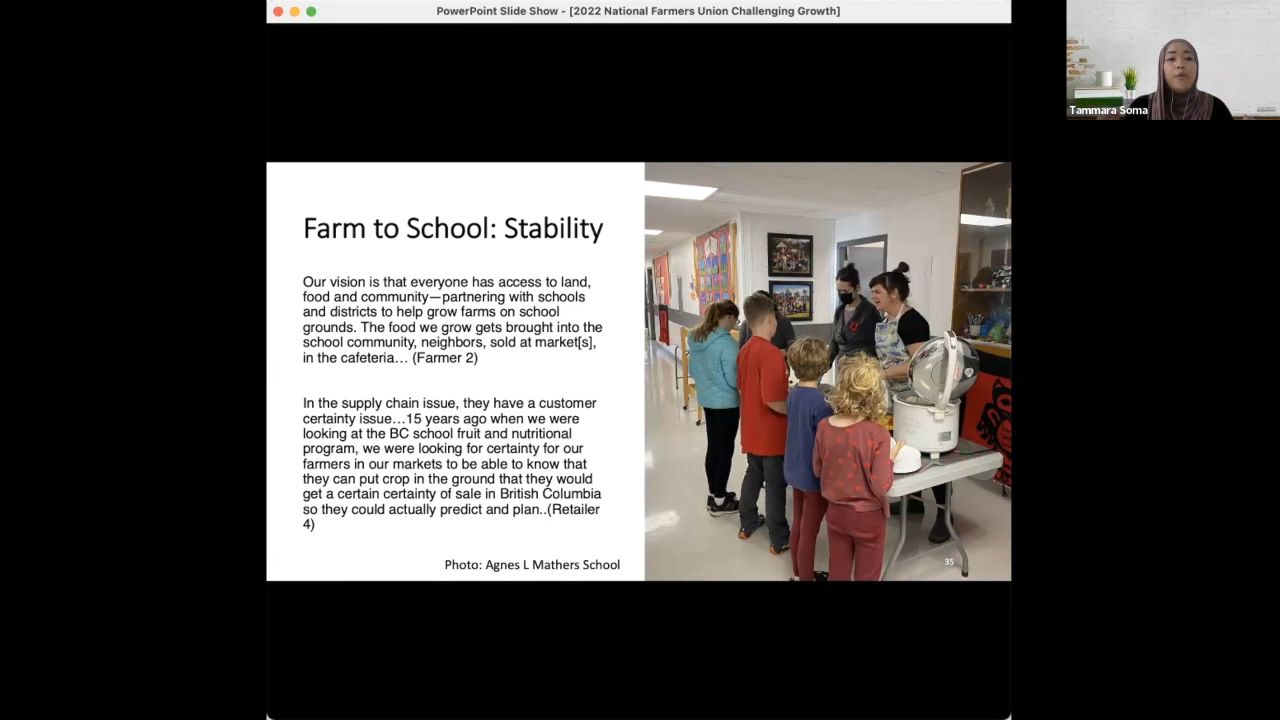 PowerPoint Slide Show - [2022 National Farmers Union Challenging Growth]
Tammara Soma
Farm to School: Stability
Our vision is that everyone has access to land,
food and community—partnering with schools
and districts to help grow farms on school
grounds. The food we grow gets brought into the
school community, neighbors, sold at market[s],
in the cafeteria… (Farmer 2)
In the supply chain issue, they have a customer
certainty issue…15 years ago when we were
looking at the BC school fruit and nutritional
program, we were looking for certainty for our
farmers in our markets to be able to know that
they can put crop in the ground that they would
get a certain certainty of sale in British Columbia
so they could actually predict and plan..(Retailer
4)
Photo: Agnes L Mathers School
35